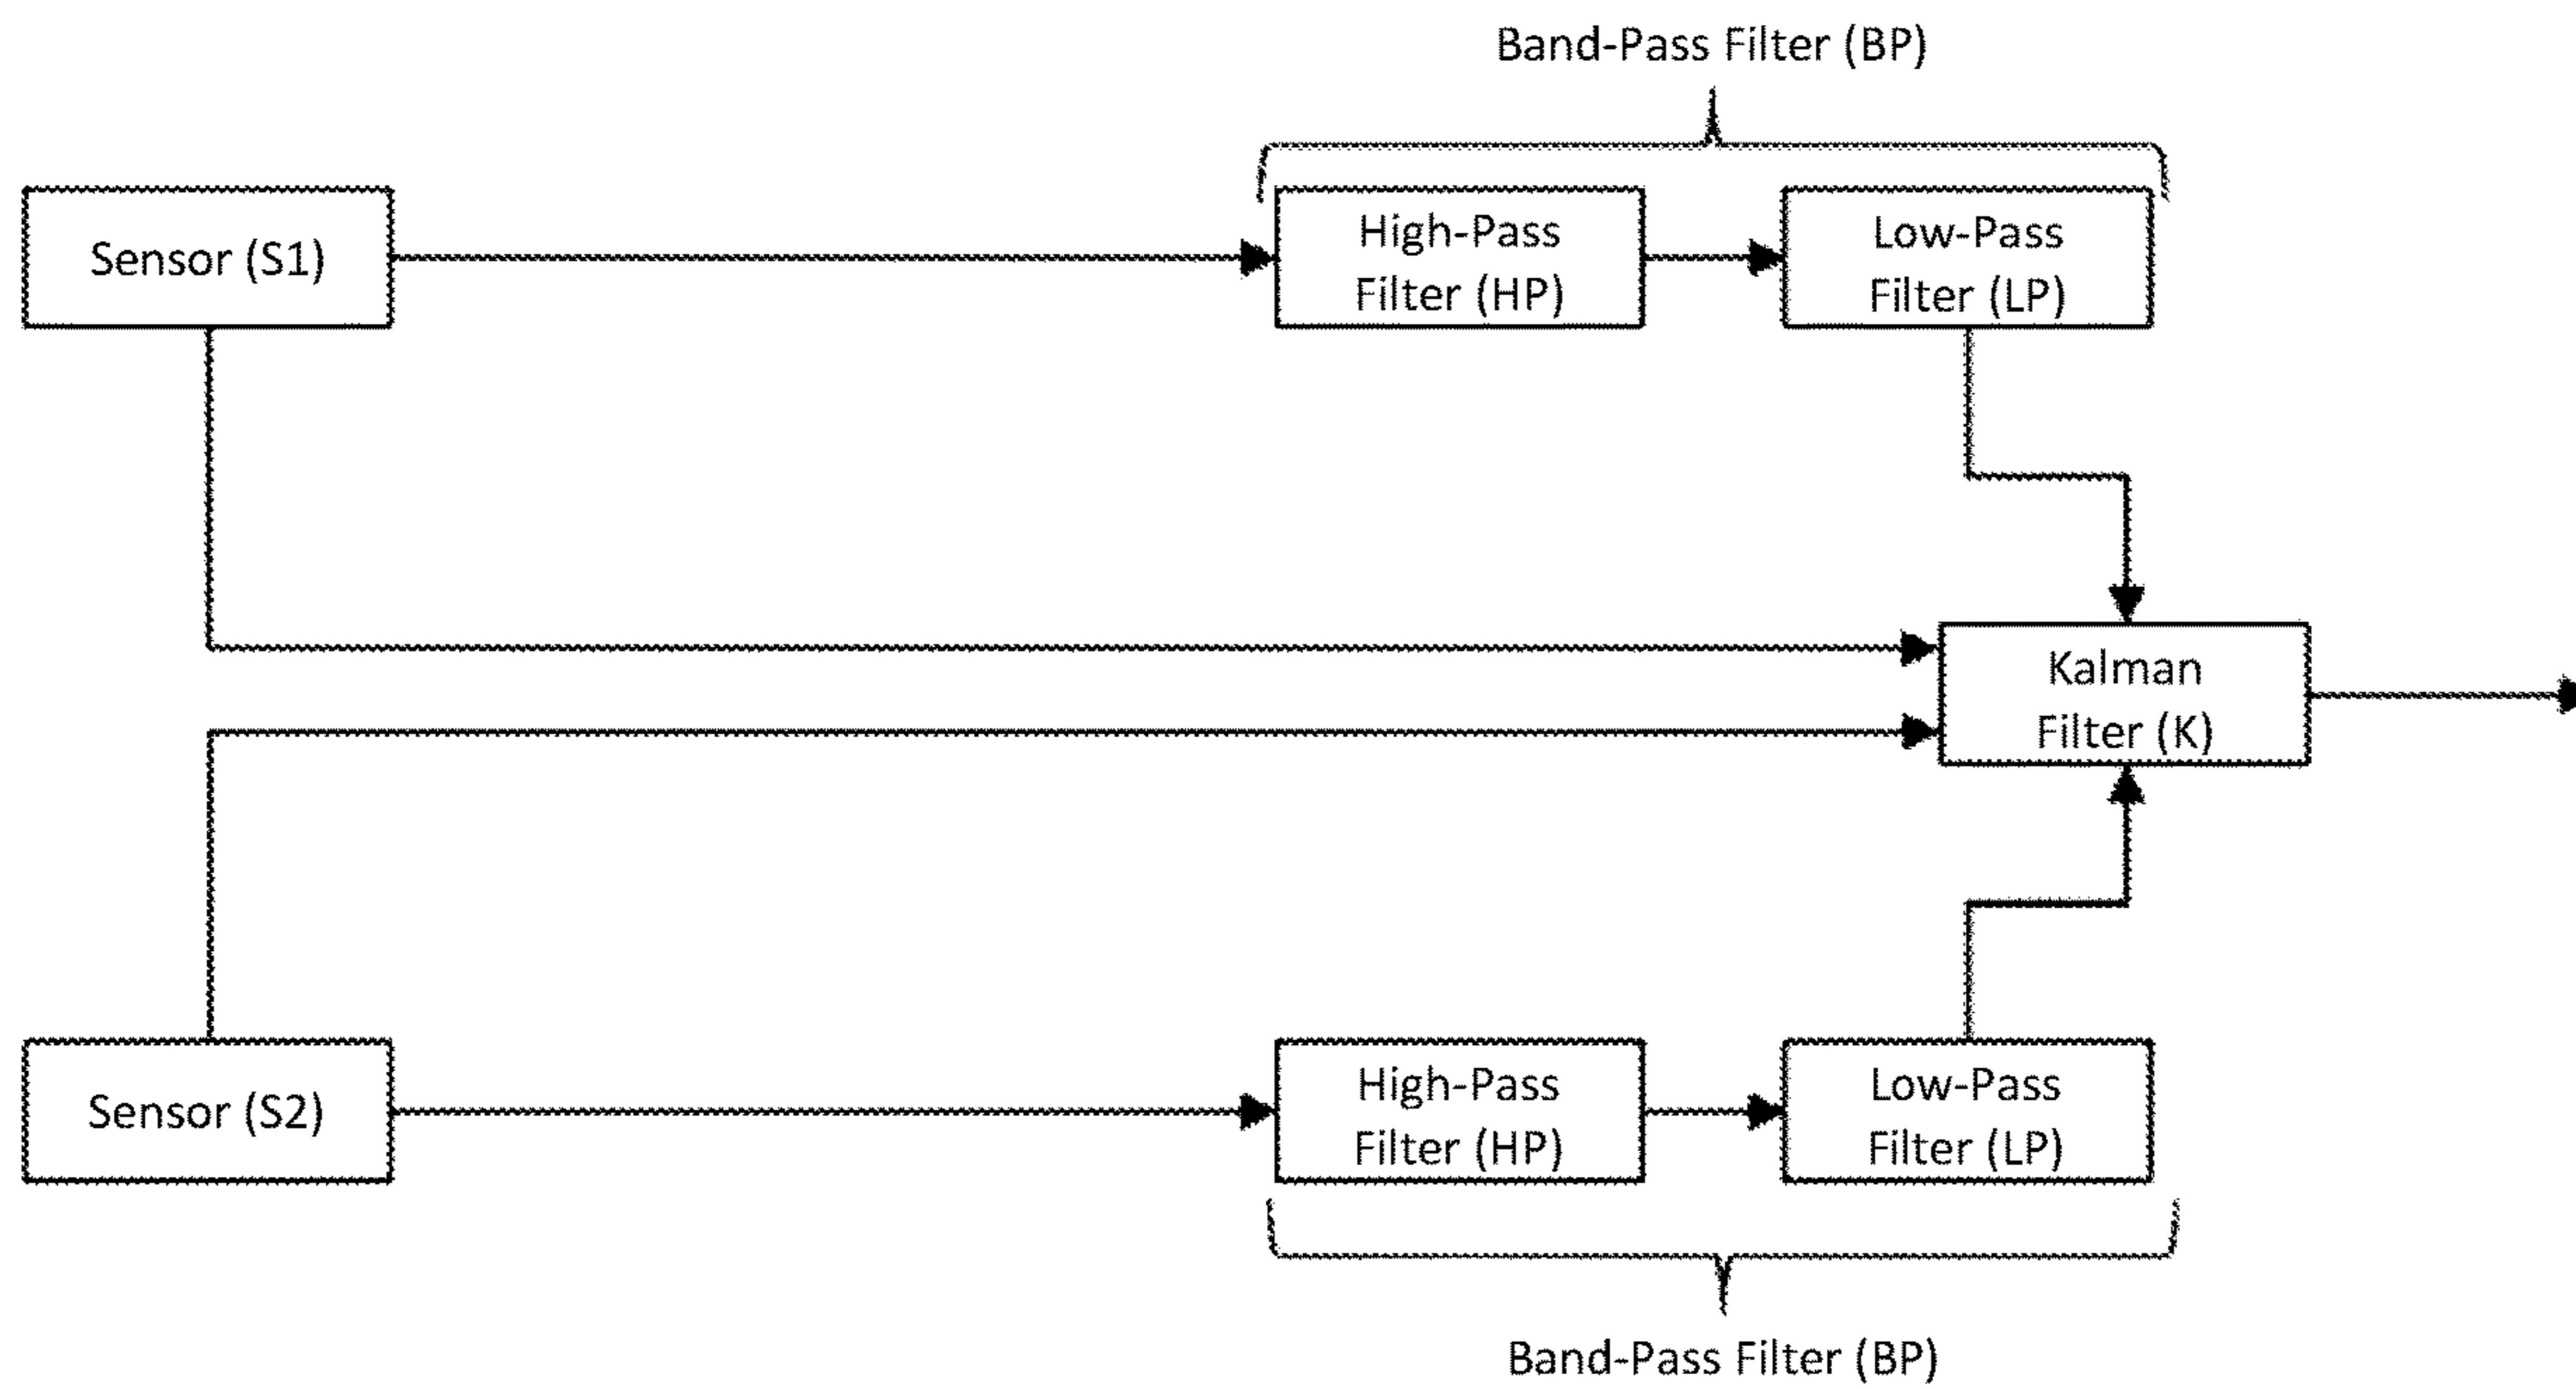 Band-Pass Filter (BP)
Sensor (S1)
High-Pass
Filter (HP)
Low-Pass
Filter (LP)
Kalman
Filter (K)
Sensor (S2)
High-Pass
Filter (HP)
Low-Pass
Filter (LP)
Band-Pass Filter (BP)